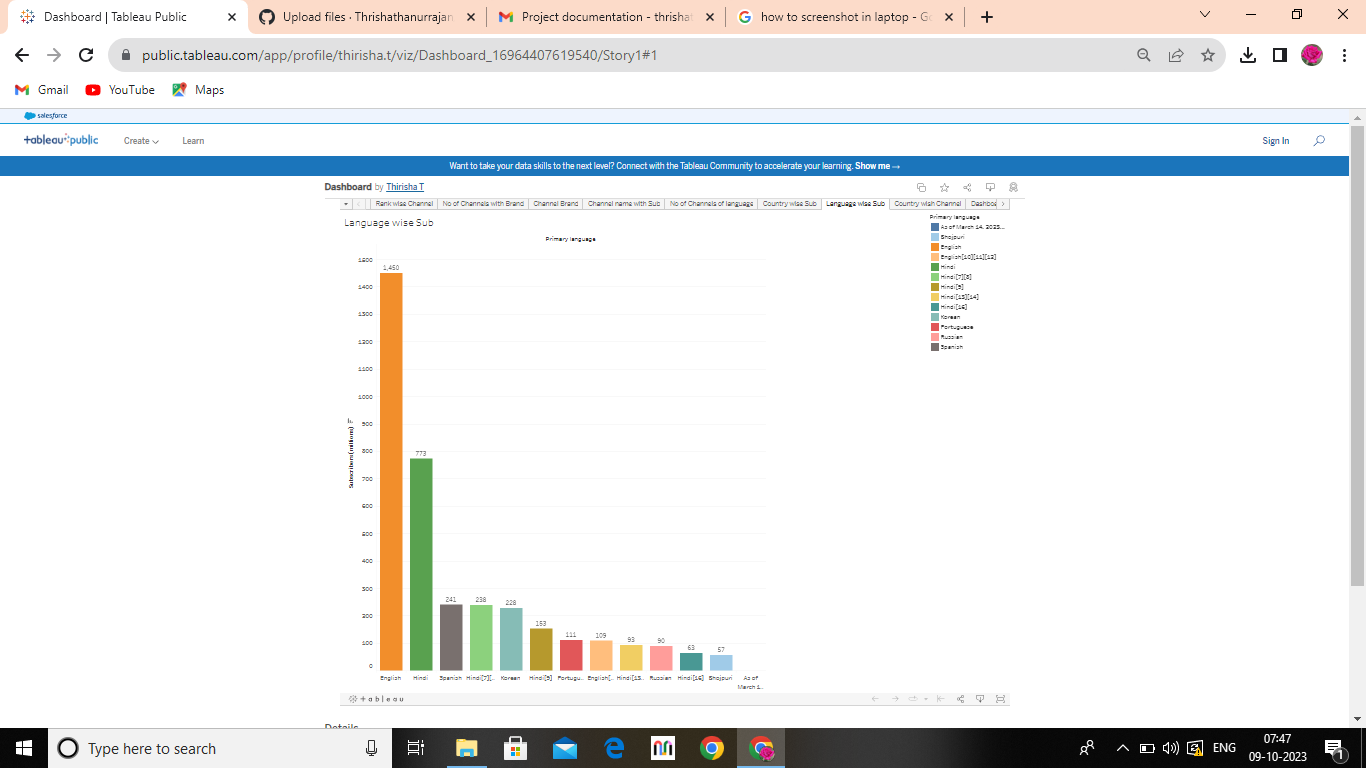 Dashboard | Tableau Public
Upload files · Thrishathanurrajan
Project documentation - thrishat
how to screenshot in laptop - Go
public.tableau.com/app/profile/thirisha.t/viz/Dashboard_16964407619540/Story1#1
Gmail YouTube Maps
salesforce
+ableau public Create Learn Sign In
Want to take your data skills to the next level? Connect with the Tableau Community to accelerate your learning. Show me →
Dashboard by Thirisha T
Rank wise Channel No of Channels with Brand Channel Brand Channel name with Sub No of Channels of language Country wise Sub Language wise Sub Country wish Channel Dashboa
Language wise Sub
Primary language
1500
1400
1300
1200
1100
1000
900
800
700
600
500
400
300
200
100
0
Subscribers(millions)
1,450
773
241
238
228
153
111
109
93
90
63
57
English Hindi Spanish Hindi[7][.. Korean Hindi[9] Portugu.. English[.. Hindi[13.. Russian Hindi[16] Bhojpuri As of
March 1..
Primary language
As of March 14, 2023...
Bhojpuri
English
English[10][11][12]
Hindi
Hindi[7][8]
Hindi[9]
Hindi[13][14]
Hindi[16]
Korean
Portuguese
Russian
Spanish
+ableau
Details
Type here to search
ENG
07:47
09-10-2023
1